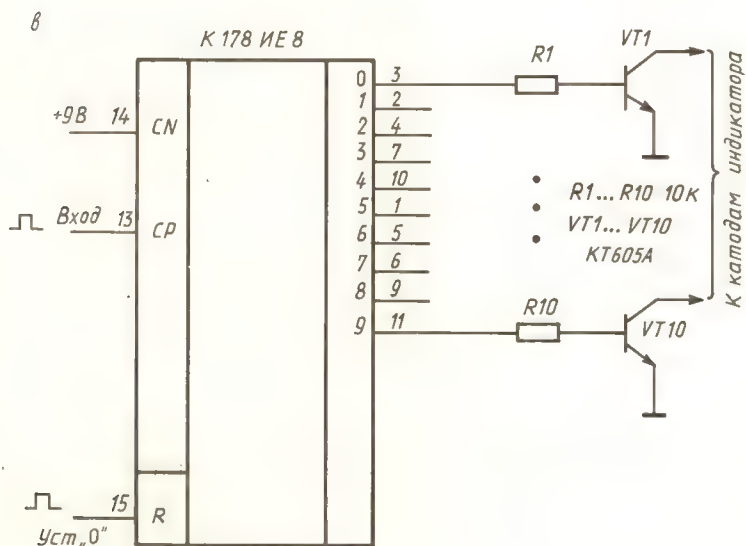 в
К 178 ИЕ 8
+9В 14 CN
Вход 13 CP
Уст „0" 15 R
0 3
1 2
2 4
3 7
4 10
5 1
6 5
7 6
8 9
9 11
R1
VT1
R1...R10 10К
VT1...VT10
КТ605А
R10
VT10
К катодам индикатора